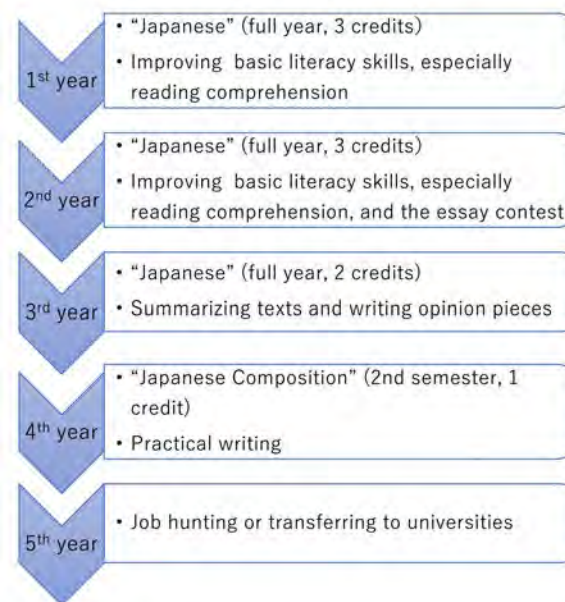 1st year
• “Japanese” (full year, 3 credits)
• Improving basic literacy skills, especially
reading comprehension
2nd year
• “Japanese” (full year, 3 credits)
• Improving basic literacy skills, especially
reading comprehension, and the essay contest
3rd year
• “Japanese” (full year, 2 credits)
• Summarizing texts and writing opinion pieces
4th year
• “Japanese Composition” (2nd semester, 1
credit)
• Practical writing
5th year
• Job hunting or transferring to universities